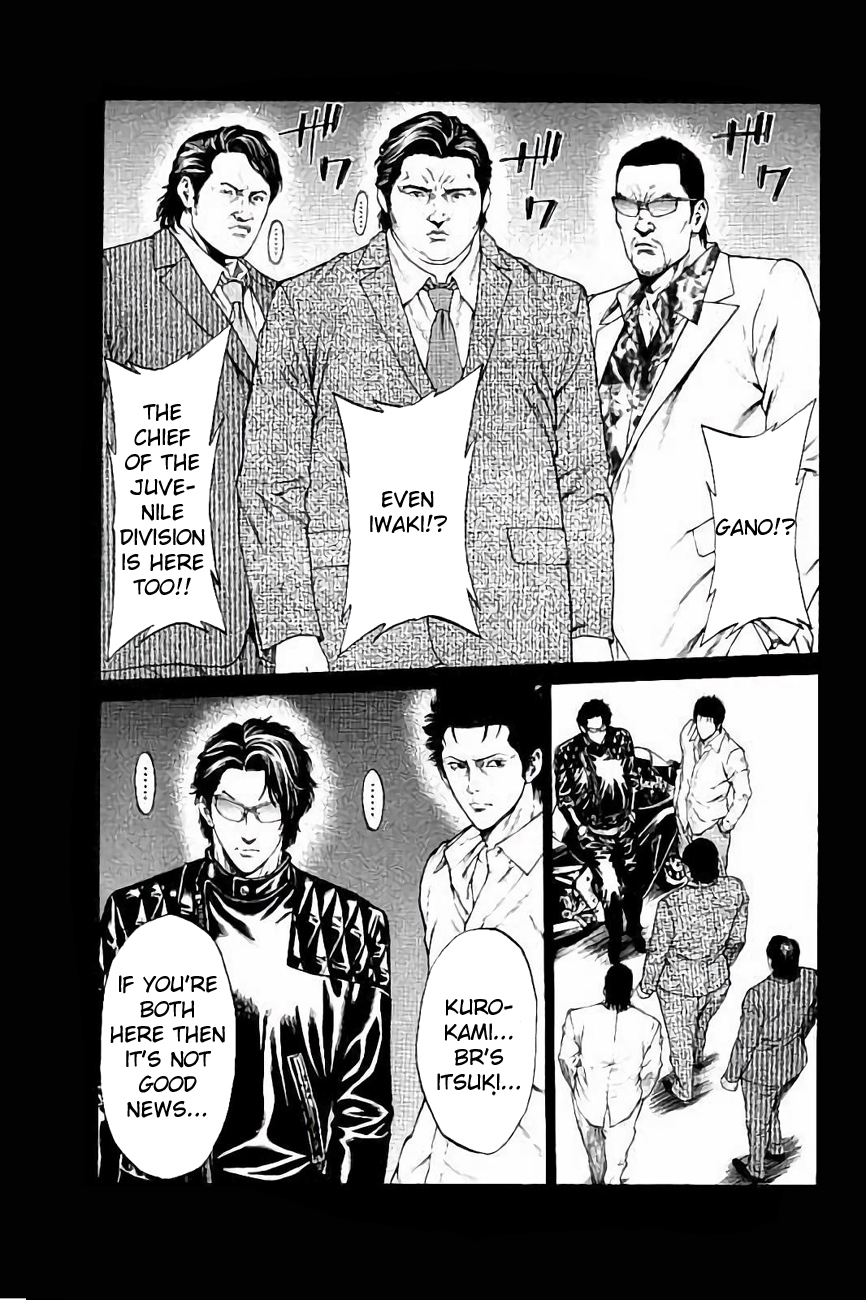 ザワ
ザワ
ザワ
GANO!?
EVEN
IWAKI!?
THE
CHIEF
OF THE
JUVE-
NILE
DIVISION
IS HERE
TOO!!
KURO-
KAMI...
BR'S
ITSUKI...
IF YOU'RE
BOTH
HERE THEN
IT'S NOT
GOOD
NEWS...